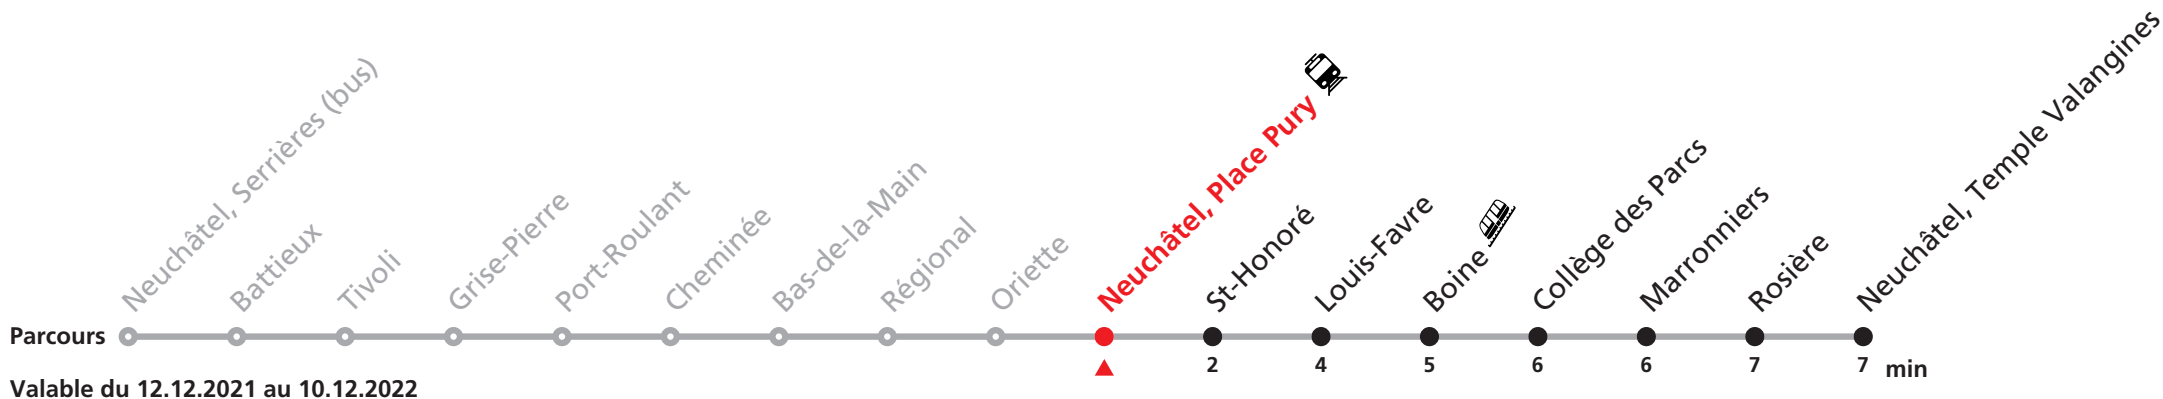 Neuchâtel, Serrières (bus)
Battieux
Tivoli
Grise-Pierre
Port-Roulant
Cheminée
Bas-de-la-Main
Régional
Oriette
Neuchâtel, Place Pury
St-Honoré
Louis-Favre
Boine
Collège des Parcs
Marronniers
Rosière
Neuchâtel, Temple Valangines
Parcours
2 4 5 6 6 7 7 min
Valable du 12.12.2021 au 10.12.2022